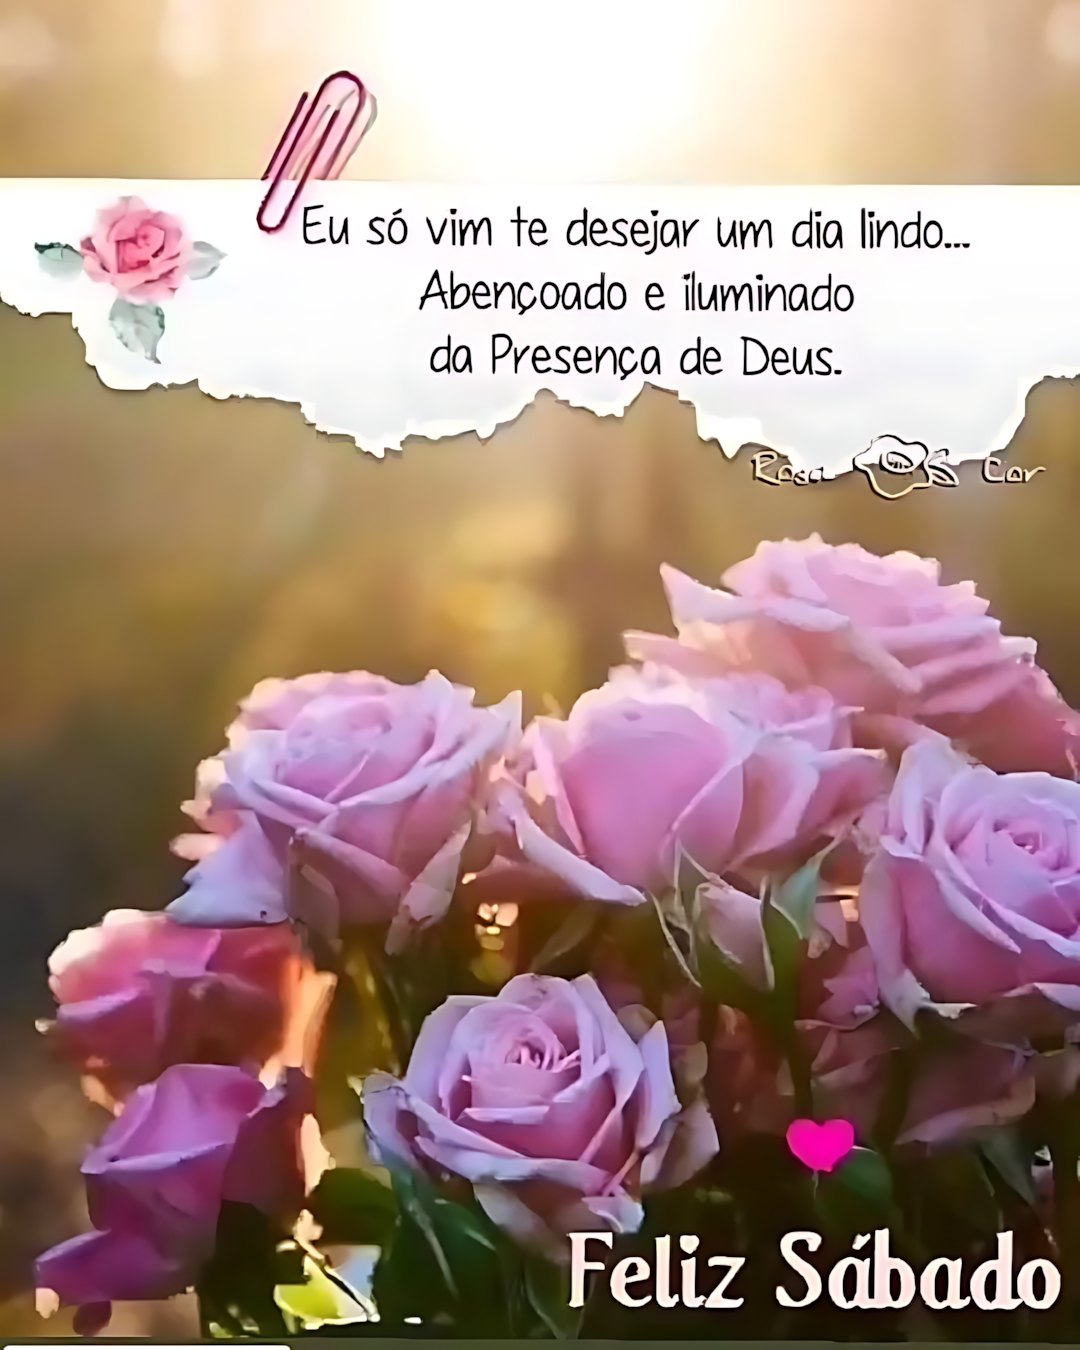 Eu só vim te desejar um dia lindo...
Abençoado e iluminado
da Presença de Deus.
Rosa Cor
Feliz Sábado